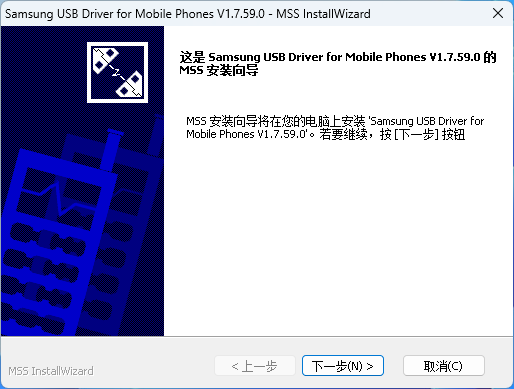 Samsung USB Driver for Mobile Phones V1.7.59.0 - MSS InstallWizard
这是 Samsung USB Driver for Mobile Phones V1.7.59.0 的
MSS 安装向导
MSS 安装向导将在您的电脑上安装 'Samsung USB Driver for
Mobile Phones V1.7.59.0'。若要继续，按 [下一步] 按钮
MSS InstallWizard
< 上一步
下一步(N) >
取消(C)